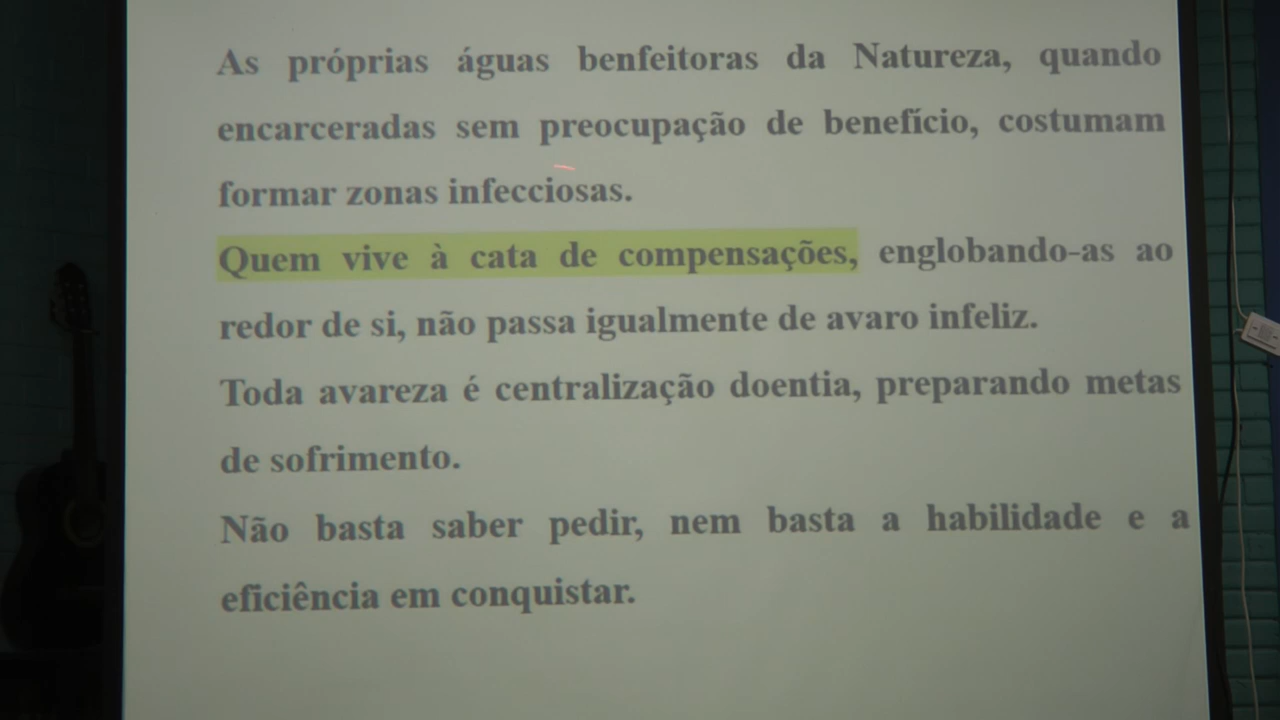 As próprias águas benfeitoras da Natureza, quando
encarceradas sem preocupação de benefício, costumam
formar zonas infecciosas.
Quem vive à cata de compensações, englobando-as ao
redor de si, não passa igualmente de avaro infeliz.
Toda avareza é centralização doentia, preparando metas
de sofrimento.
Não basta saber pedir, nem basta a habilidade e a
eficiência em conquistar.